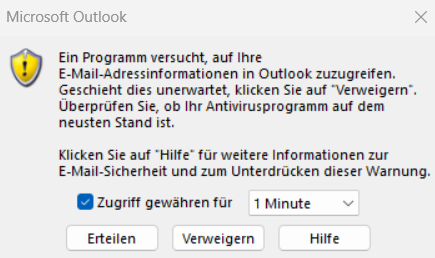 Microsoft Outlook
Ein Programm versucht, auf Ihre
E-Mail-Adressinformationen in Outlook zuzugreifen.
Geschieht dies unerwartet, klicken Sie auf "Verweigern".
Überprüfen Sie, ob Ihr Antivirusprogramm auf dem
neusten Stand ist.
Klicken Sie auf "Hilfe" für weitere Informationen zur
E-Mail-Sicherheit und zum Unterdrücken dieser Warnung.
Zugriff gewähren für 1 Minute
Erteilen Verweigern Hilfe